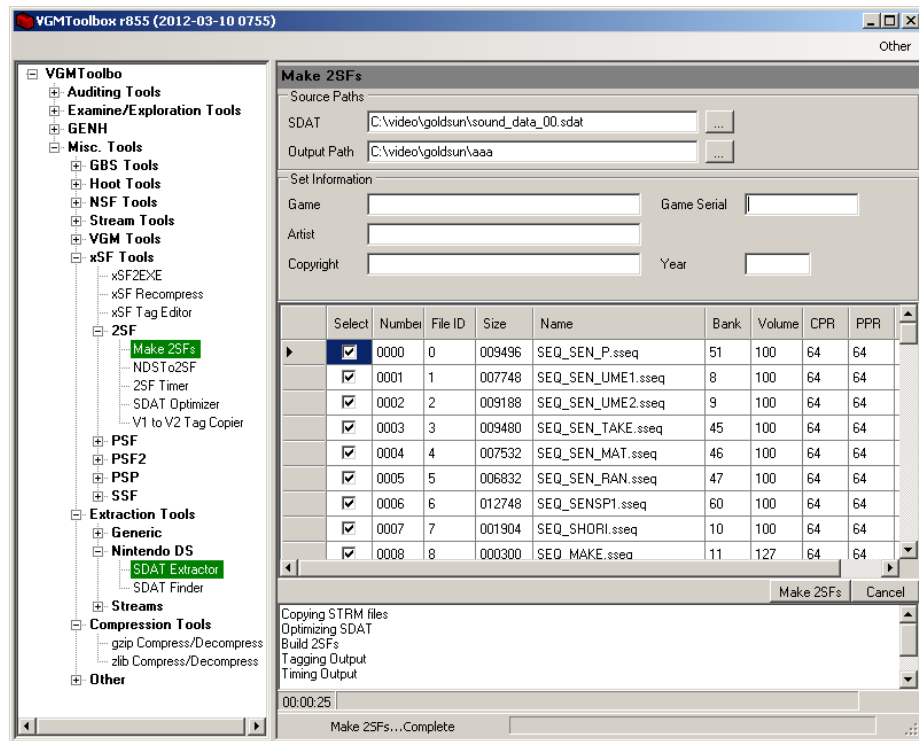 VGMToolbox r855 (2012-03-10 0755)
Other
VGMToolbo
Auditing Tools
Examine/Exploration Tools
GENH
Misc. Tools
GBS Tools
Hoot Tools
NSF Tools
Stream Tools
VGM Tools
xSF Tools
xSF2EXE
xSF Recompress
xSF Tag Editor
2SF
Make 2SFs
NDSTo2SF
2SF Timer
SDAT Optimizer
V1 to V2 Tag Copier
PSF
PSF2
PSP
SSF
Extraction Tools
Generic
Nintendo DS
SDAT Extractor
SDAT Finder
Streams
Compression Tools
gzip Compress/Decompress
zlib Compress/Decompress
Other
Make 2SFs
Source Paths
SDAT C:\video\goldsun\sound_data_00.sdat ...
Output Path C:\video\goldsun\aaa ...
Set Information
Game Game Serial
Artist
Copyright Year
Select Number File ID Size Name Bank Volume CPR PPR
0000 0 009496 SEQ_SEN_P.sseq 51 100 64 64
0001 1 007748 SEQ_SEN_UME1.sseq 8 100 64 64
0002 2 009188 SEQ_SEN_UME2.sseq 9 100 64 64
0003 3 009480 SEQ_SEN_TAKE.sseq 45 100 64 64
0004 4 007532 SEQ_SEN_MAT.sseq 46 100 64 64
0005 5 006832 SEQ_SEN_RAN.sseq 47 100 64 64
0006 6 012748 SEQ_SENSP1.sseq 60 100 64 64
0007 7 001904 SEQ_SHORI.sseq 10 100 64 64
0008 8 000300 SEQ_MAKE.sseq 11 127 64 64
Make 2SFs Cancel
Copying STRM files
Optimizing SDAT
Build 2SFs
Tagging Output
Timing Output
00:00:25
Make 2SFs...Complete